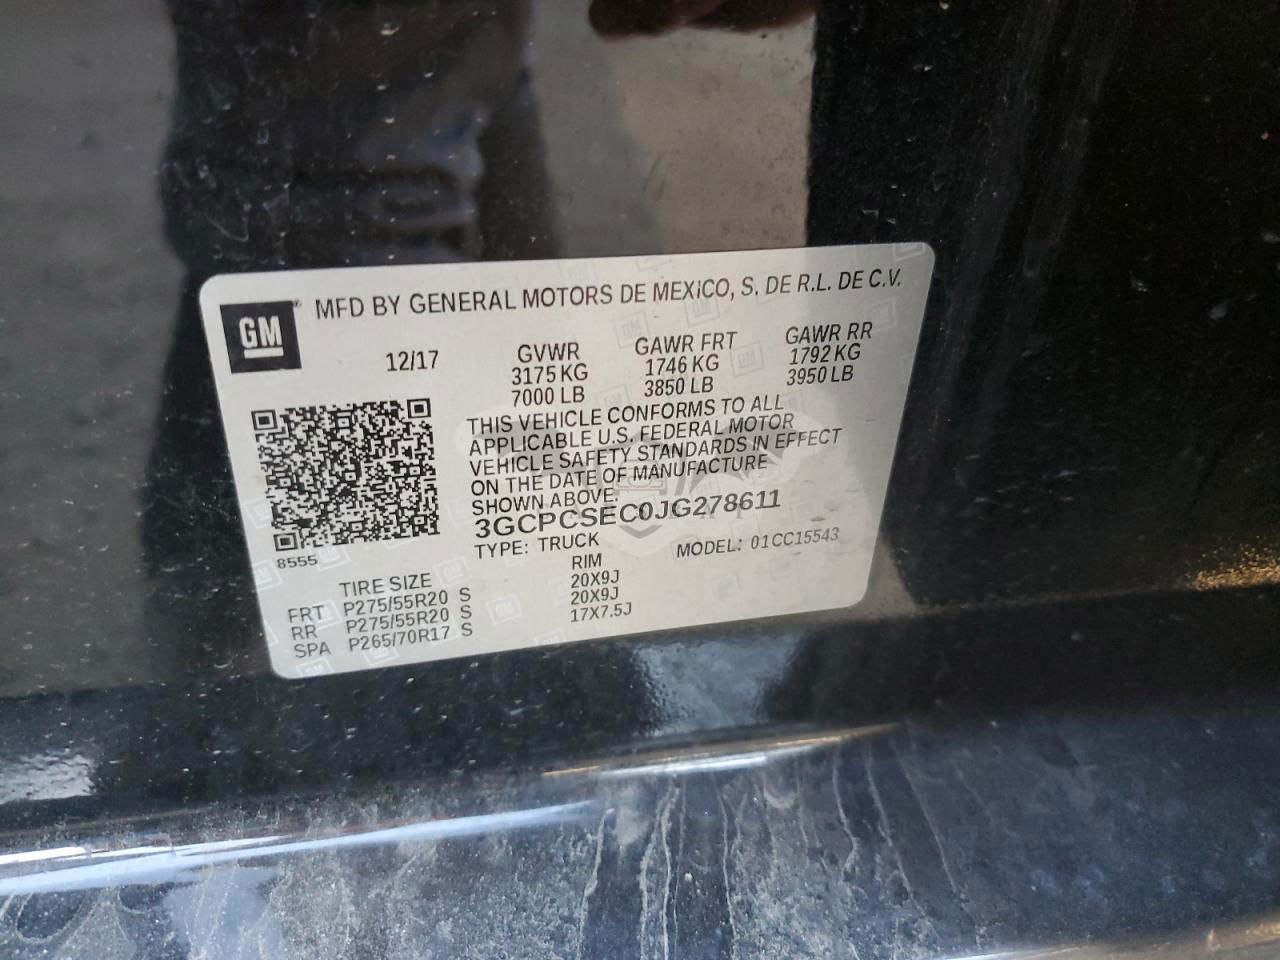 GM
MFD BY GENERAL MOTORS DE MEXICO, S. DE R.L. DE C.V.
12/17 GVWR GAWR FRT GAWR RR
3175 KG 1746 KG 1792 KG
7000 LB 3850 LB 3950 LB
THIS VEHICLE CONFORMS TO ALL
APPLICABLE U.S. FEDERAL MOTOR
VEHICLE SAFETY STANDARDS IN EFFECT
ON THE DATE OF MANUFACTURE
SHOWN ABOVE.
3GCPCSEC0JG278611
TYPE: TRUCK MODEL: 01CC15543
8555
TIRE SIZE RIM
FRT P275/55R20 S 20X9J
RR P275/55R20 S 20X9J
SPA P265/70R17 S 17X7.5J